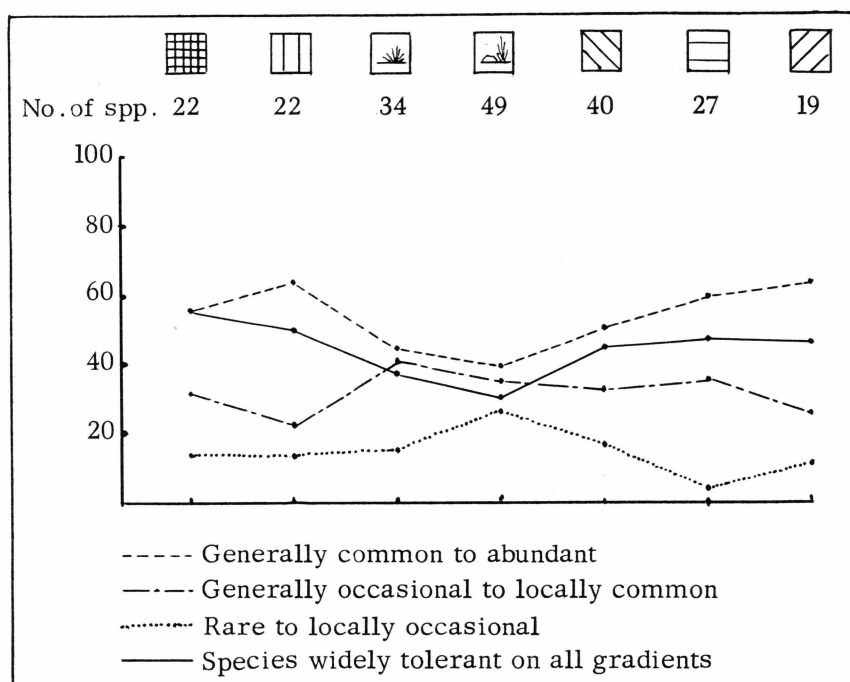 No. of spp. 22 22 34 49 40 27 19
100
80
60
40
20
Generally common to abundant
Generally occasional to locally common
Rare to locally occasional
Species widely tolerant on all gradients